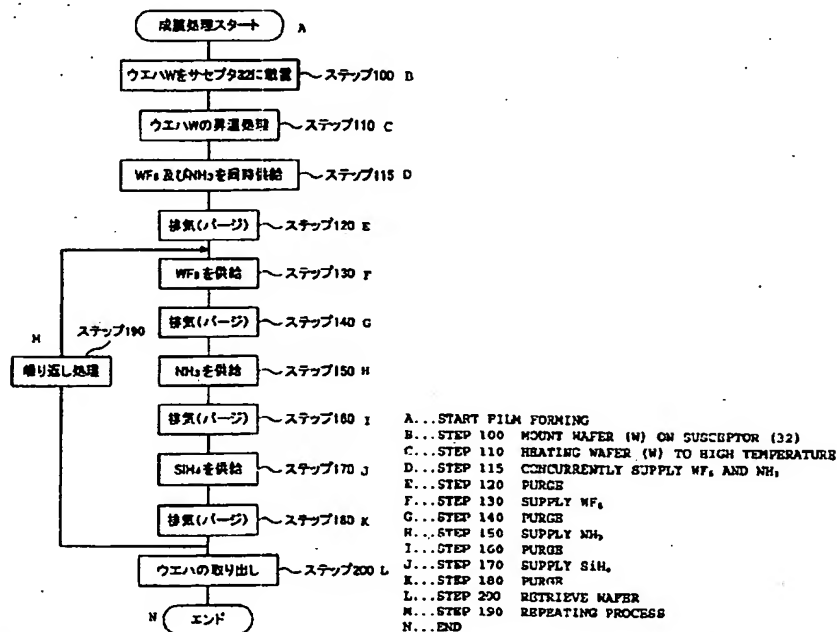 成膜処理スタート A
ウエハWをサセプタ32に載置 ステップ100 B
ウエハWの昇温処理 ステップ110 C
WF6 及びNH3を同時供給 ステップ115 D
排気(パージ) ステップ120 E
WF6を供給 ステップ130 F
排気(パージ) ステップ140 G
M ステップ190
繰り返し処理
NH3を供給 ステップ150 H
排気(パージ) ステップ160 I
SiH4を供給 ステップ170 J
排気(パージ) ステップ180 K
ウエハの取り出し ステップ200 L
N エンド
A...START FILM FORMING
B...STEP 100 MOUNT WAFER (W) ON SUSCEPTOR (32)
C...STEP 110 HEATING WAFER (W) TO HIGH TEMPERATURE
D...STEP 115 CONCURRENTLY SUPPLY WF6 AND NH3
E...STEP 120 PURGE
F...STEP 130 SUPPLY WF6
G...STEP 140 PURGE
H...STEP 150 SUPPLY NH3
I...STEP 160 PURGE
J...STEP 170 SUPPLY SiH4
K...STEP 180 PURGE
L...STEP 200 RETRIEVE WAFER
M...STEP 190 REPEATING PROCESS
N...END